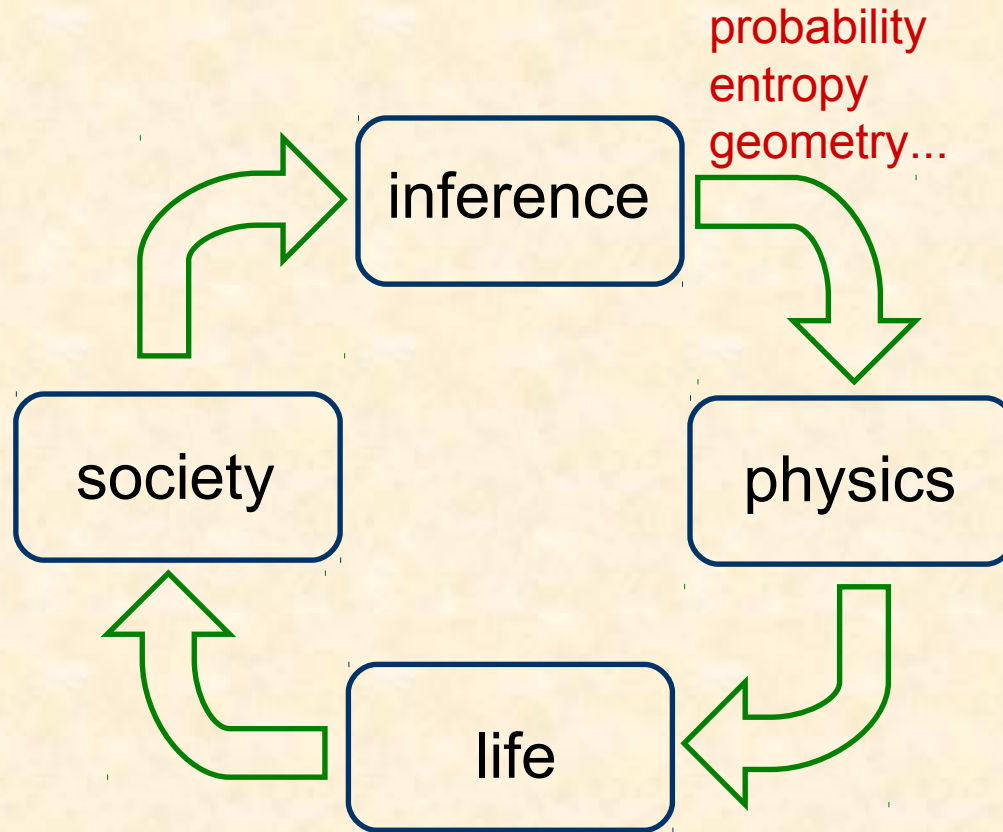 probability
entropy
geometry...
inference
society
physics
life